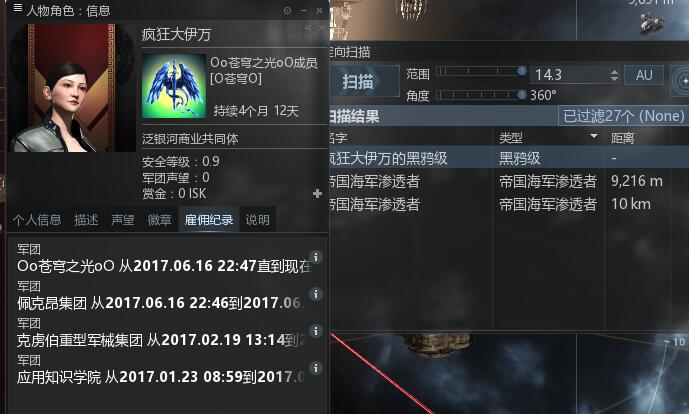 人物角色：信息
疯狂大伊万
Oo苍穹之光oO成员
[O苍穹O]
持续4个月 12天
泛银河商业共同体
安全等级：0.9
军团声望：0
赏金：0 ISK
个人信息 描述 声望 徽章 雇佣纪录 说明
军团
Oo苍穹之光oO 从2017.06.16 22:47直到现在
军团
佩克昂集团 从2017.06.16 22:46到2017.06.
军团
克虏伯重型军械集团 从2017.02.19 13:14到2
军团
应用知识学院 从2017.01.23 08:59到2017.0
定向扫描
扫描
范围 14.3 AU
角度 360°
扫描结果 已过滤27个 (None)
名字 类型 距离
疯狂大伊万的黑鸦级 黑鸦级 -
帝国海军渗透者 帝国海军渗透者 9,216 m
帝国海军渗透者 帝国海军渗透者 10 km
~ 10